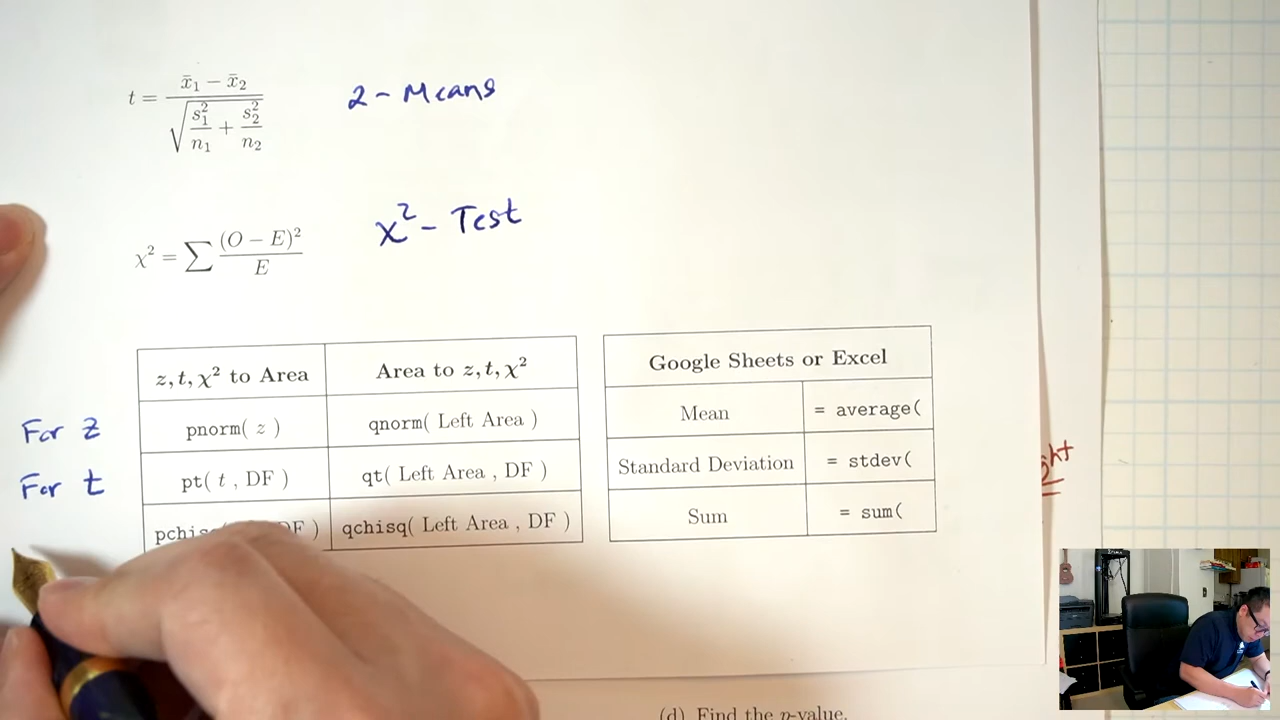 t = (x̄₁ − x̄₂) / √(s₁²/n₁ + s₂²/n₂) 2 - Means
χ² = ∑ (O − E)² / E χ² - Test
z, t, χ² to Area Area to z, t, χ²
For z pnorm( z ) qnorm( Left Area )
For t pt( t , DF ) qt( Left Area , DF )
DF ) qchisq( Left Area , DF )
Google Sheets or Excel
Mean = average(
Standard Deviation = stdev(
Sum = sum(
(d) Find the p-value.